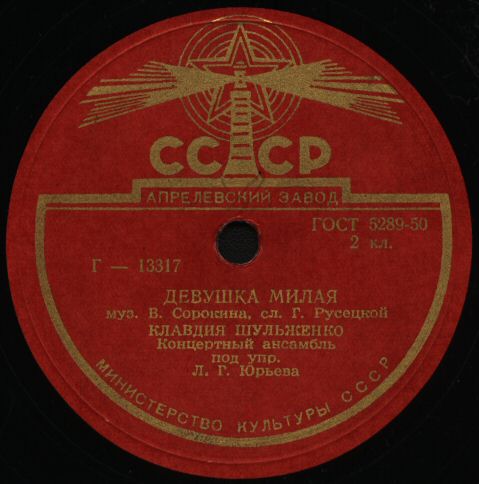 СССР
АПРЕЛЕВСКИЙ ЗАВОД
ГОСТ 5289-50
2 кл.
Г — 13317
ДЕВУШКА МИЛАЯ
муз. В. Сорокина, сл. Г. Русецкой
КЛАВДИЯ ШУЛЬЖЕНКО
Концертный ансамбль
под упр.
Л. Г. Юрьева
МИНИСТЕРСТВО КУЛЬТУРЫ СССР